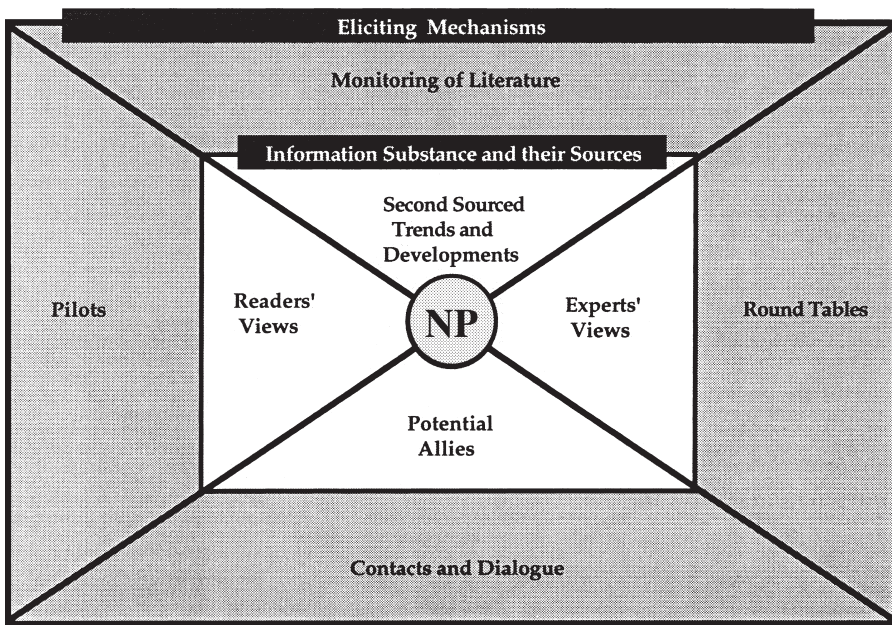 Eliciting Mechanisms
Monitoring of Literature
Information Substance and their Sources
Second Sourced
Trends and
Developments
Pilots
Readers'
Views
NP
Experts'
Views
Round Tables
Potential
Allies
Contacts and Dialogue